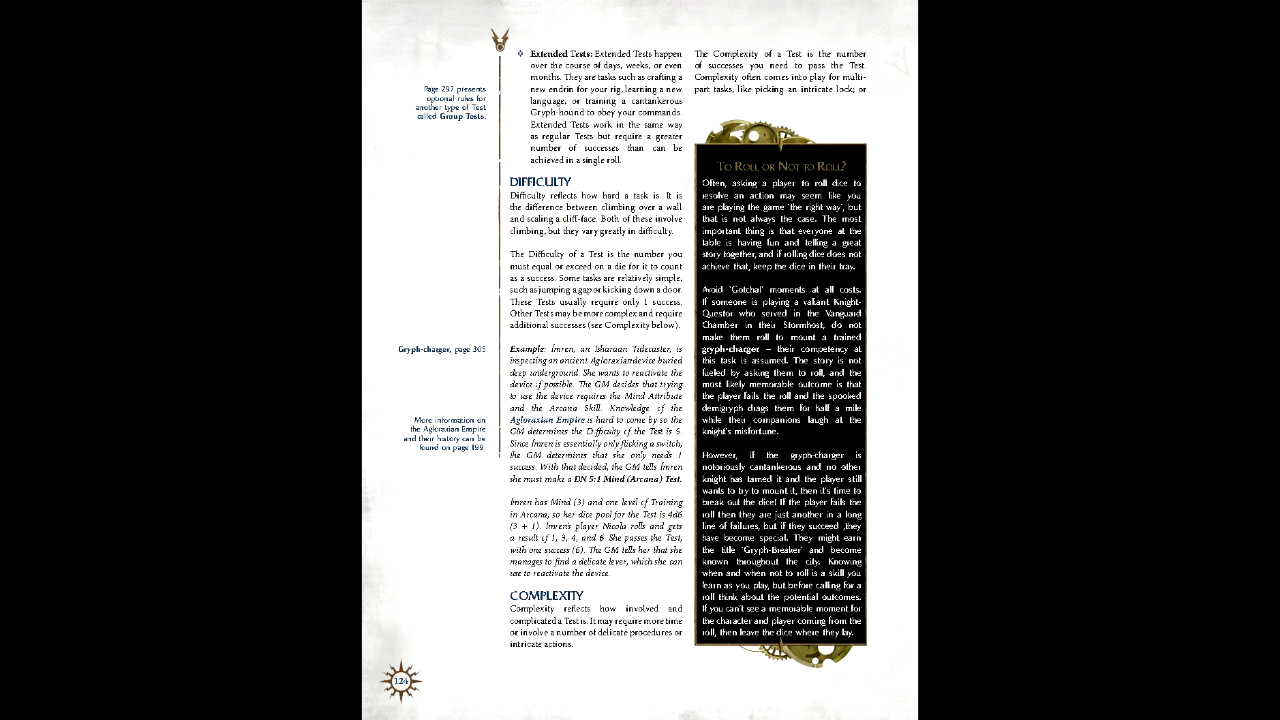 Page 297 presents
optional rules for
another type of Test
called Group Tests.
Gryph-charger, page 305
More information on
the Agloraxian Empire
and their history can be
found on page 199.
Extended Tests: Extended Tests happen
over the course of days, weeks, or even
months. They are tasks such as crafting a
new endrin for your rig, learning a new
language, or training a cantankerous
Gryph-hound to obey your commands.
Extended Tests work in the same way
as regular Tests but require a greater
number of successes than can be
achieved in a single roll.
DIFFICULTY
Difficulty reflects how hard a task is. It is
the difference between climbing over a wall
and scaling a cliff-face. Both of these involve
climbing, but they vary greatly in difficulty.
The Difficulty of a Test is the number you
must equal or exceed on a die for it to count
as a success. Some tasks are relatively simple,
such as jumping a gap or kicking down a door.
These Tests usually require only 1 success.
Other Tests may be more complex and require
additional successes (see Complexity below).
Example: Imren, an Idharaan Tidecaster, is
inspecting an ancient Agloraxian device buried
deep underground. She wants to reactivate the
device if possible. The GM decides that trying
to use the device requires the Mind Attribute
and the Arcana Skill. Knowledge of the
Agloraxian Empire is hard to come by so the
GM determines the Difficulty of the Test is 5.
Since Imren is essentially only flicking a switch,
the GM determines that she only needs 1
success. With that decided, the GM tells Imren
she must make a DN 5:1 Mind (Arcana) Test.
Imren has Mind (3) and one level of Training
in Arcana, so her dice pool for the Test is 4d6
(3 + 1). Imren's player Nicola rolls and gets
a result of 1, 3, 4, and 6. She passes the Test,
with one success (6). The GM tells her that she
manages to find a delicate lever, which she can
use to reactivate the device.
COMPLEXITY
Complexity reflects how involved and
complicated a Test is. It may require more time
or involve a number of delicate procedures or
intricate actions.
The Complexity of a Test is the number
of successes you need to pass the Test.
Complexity often comes into play for multi-
part tasks, like picking an intricate lock; or
To Roll or Not to Roll?
Often, asking a player to roll dice to
resolve an action may seem like you
are playing the game 'the right way', but
that is not always the case. The most
important thing is that everyone at the
table is having fun and telling a great
story together, and if rolling dice does not
achieve that, keep the dice in their tray.
Avoid 'Gotcha!' moments at all costs.
If someone is playing a valiant Knight-
Questor who served in the Vanguard
Chamber in their Stormhost, do not
make them roll to mount a trained
gryph-charger – their competency at
this task is assumed. The story is not
fueled by asking them to roll, and the
most likely memorable outcome is that
the player fails the roll and the spooked
demigryph drags them for half a mile
while their companions laugh at the
knight's misfortune.
However, if the gryph-charger is
notoriously cantankerous and no other
knight has tamed it and the player still
wants to try to mount it, then it's time to
break out the dice! If the player fails the
roll then they are just another in a long
line of failures, but if they succeed ,they
have become special. They might earn
the title 'Gryph-Breaker' and become
known throughout the city. Knowing
when and when not to roll is a skill you
learn as you play, but before calling for a
roll think about the potential outcomes.
If you can't see a memorable moment for
the character and player coming from the
roll, then leave the dice where they lay.
124